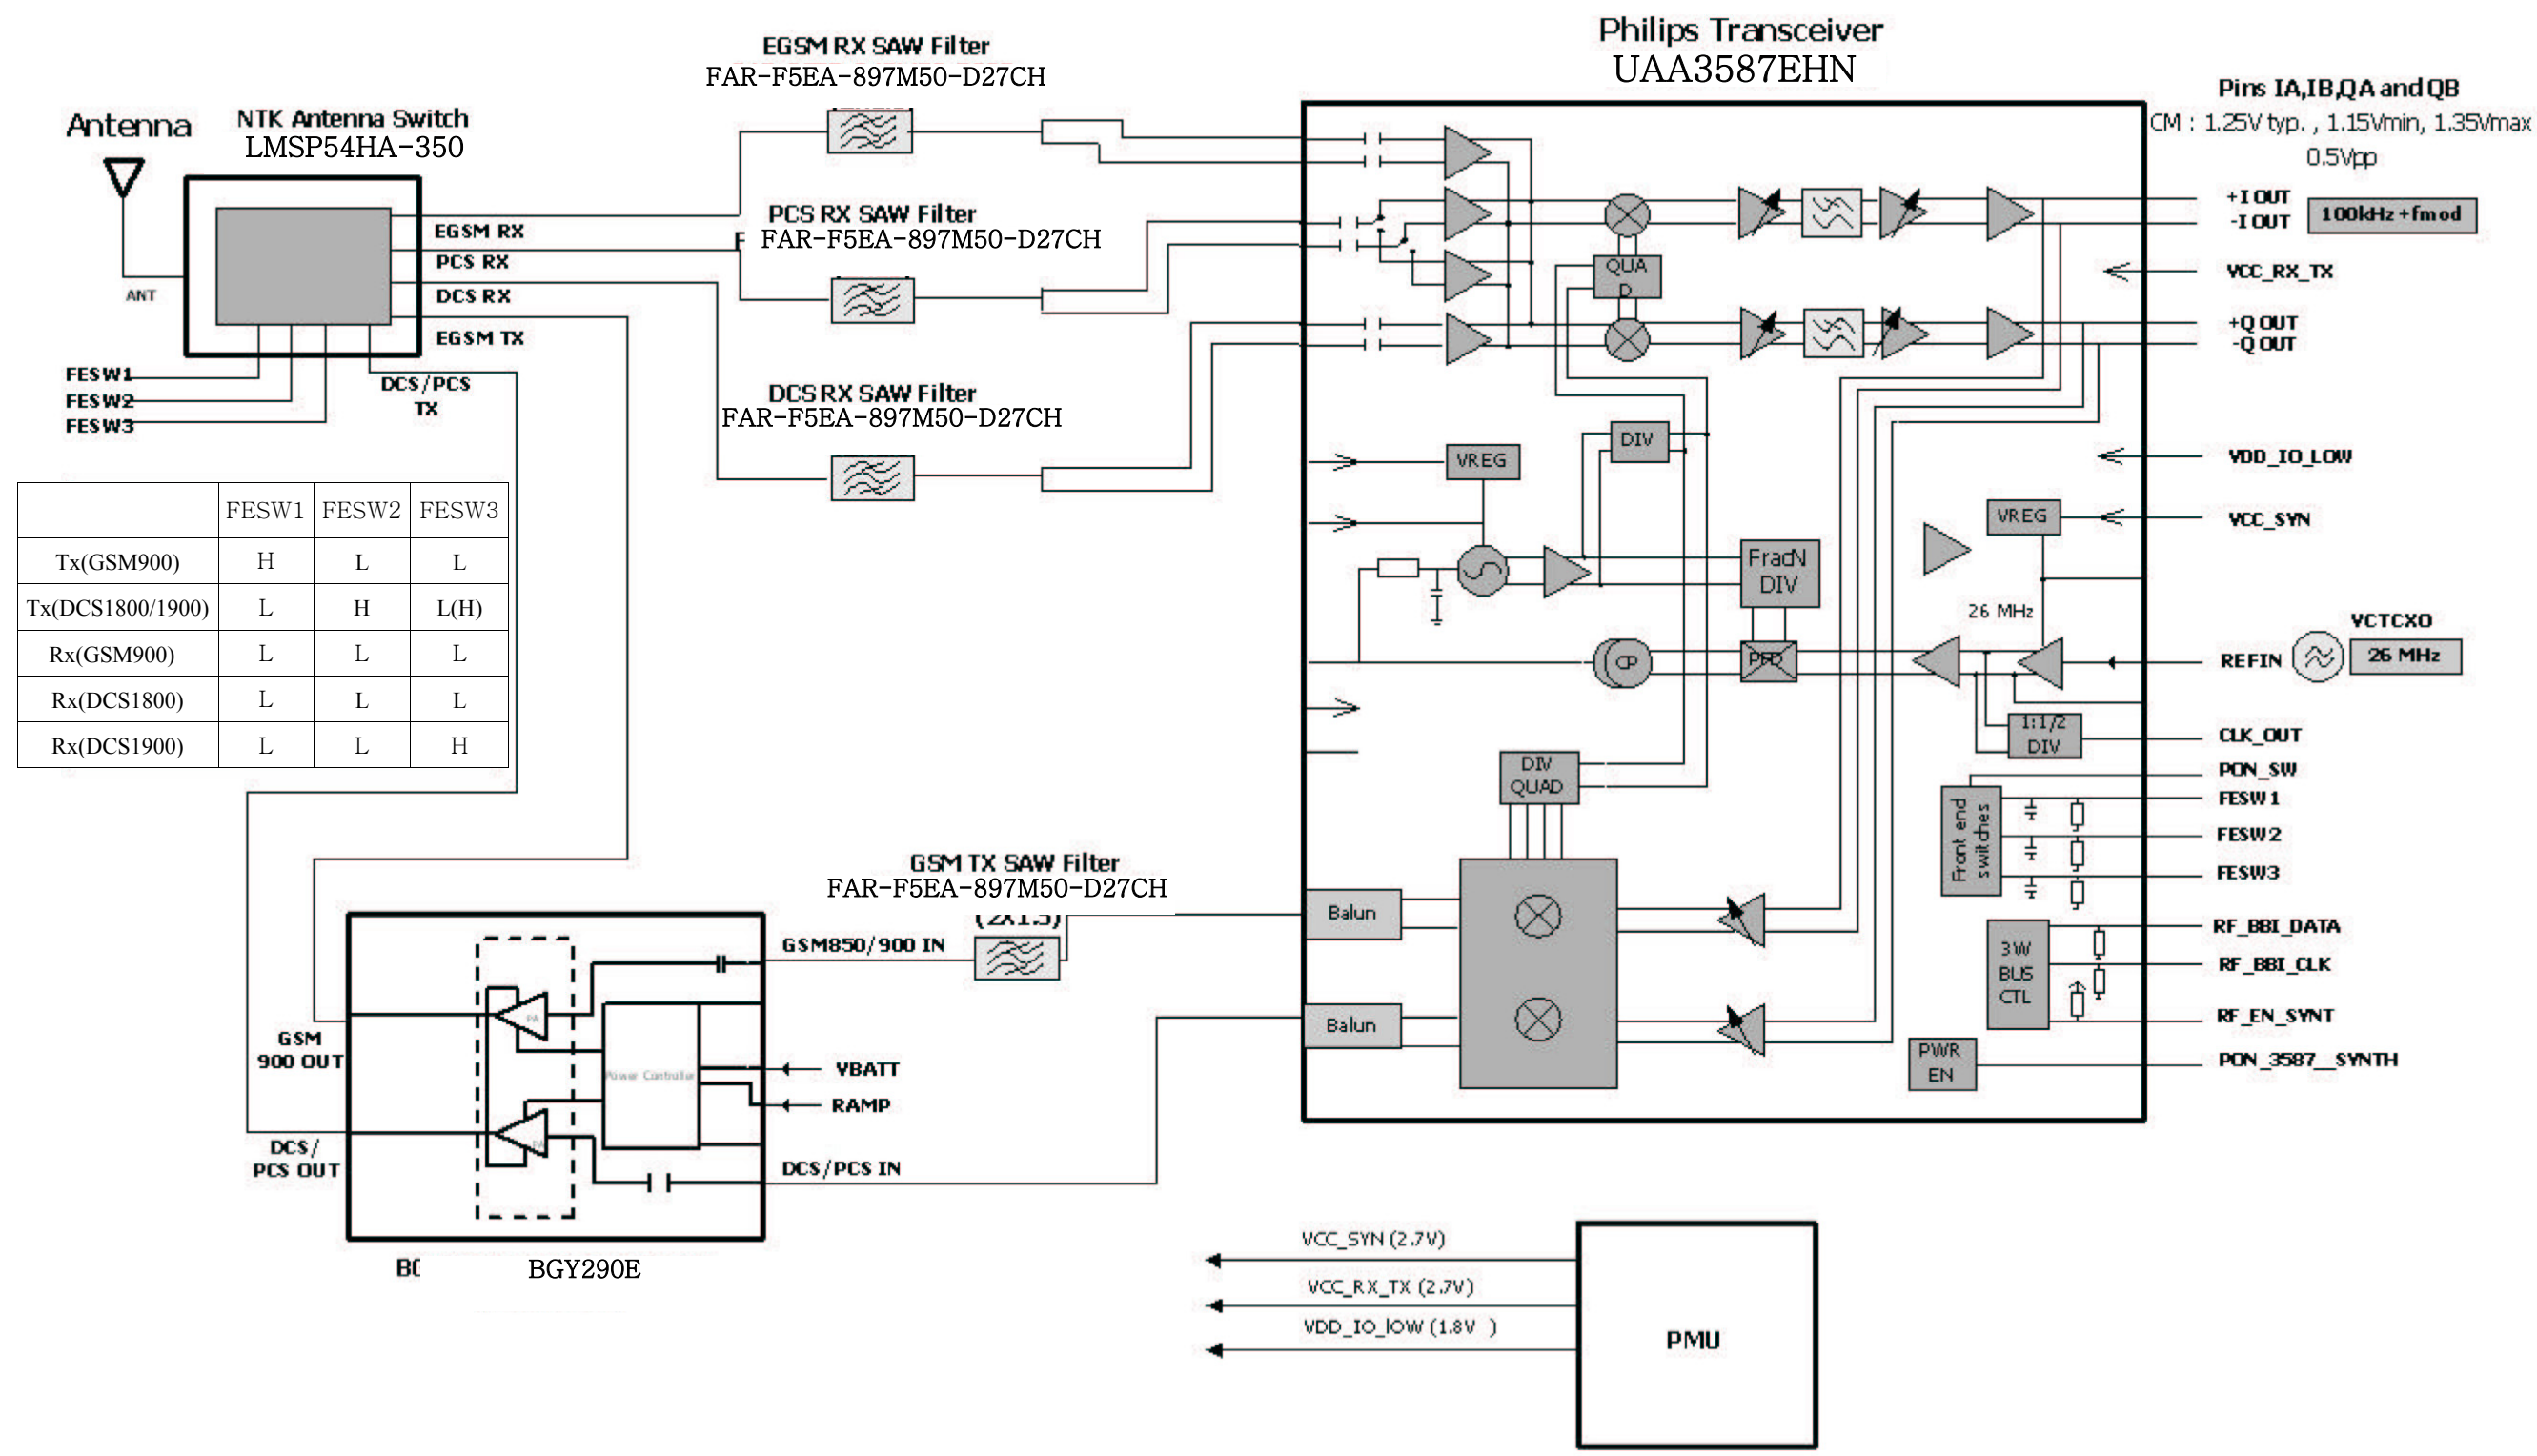 Philips Transceiver
UAA3587EHN
EGSM RX SAW Filter
FAR-F5EA-897M50-D27CH
Pins IA,IB,QA and QB
CM : 1.25V typ. , 1.15Vmin, 1.35Vmax
0.5Vpp
Antenna
NTK Antenna Switch
LMSP54HA-350
ANT
EGSM RX
PCS RX
DCS RX
EGSM TX
DCS/PCS
TX
FESW1
FESW2
FESW3
PCS RX SAW Filter
F FAR-F5EA-897M50-D27CH
DCS RX SAW Filter
FAR-F5EA-897M50-D27CH
QUA
D
+I OUT
-I OUT
100kHz +fmod
VCC_RX_TX
+Q OUT
-Q OUT
DIV
VREG
VDD_IO_LOW
VREG
VCC_SYN
FESW1 FESW2 FESW3
Tx(GSM900) H L L
Tx(DCS1800/1900) L H L(H)
Rx(GSM900) L L L
Rx(DCS1800) L L L
Rx(DCS1900) L L H
FracN
DIV
26 MHz
CP
PFD
VCTCXO
REFIN
26 MHz
1:1/2
DIV
CLK_OUT
PON_SW
Front end
switches
FESW1
FESW2
FESW3
DIV
QUAD
GSM TX SAW Filter
FAR-F5EA-897M50-D27CH
(2X1.5)
Balun
Balun
3W
BUS
CTL
RF_BBI_DATA
RF_BBI_CLK
RF_EN_SYNT
PWR
EN
PON_3587__SYNTH
GSM850/900 IN
PA
PA
Power Controller
VBATT
RAMP
DCS/PCS IN
GSM
900 OUT
DCS/
PCS OUT
BGY290E
VCC_SYN (2.7V)
VCC_RX_TX (2.7V)
VDD_IO_lOW (1.8V )
PMU